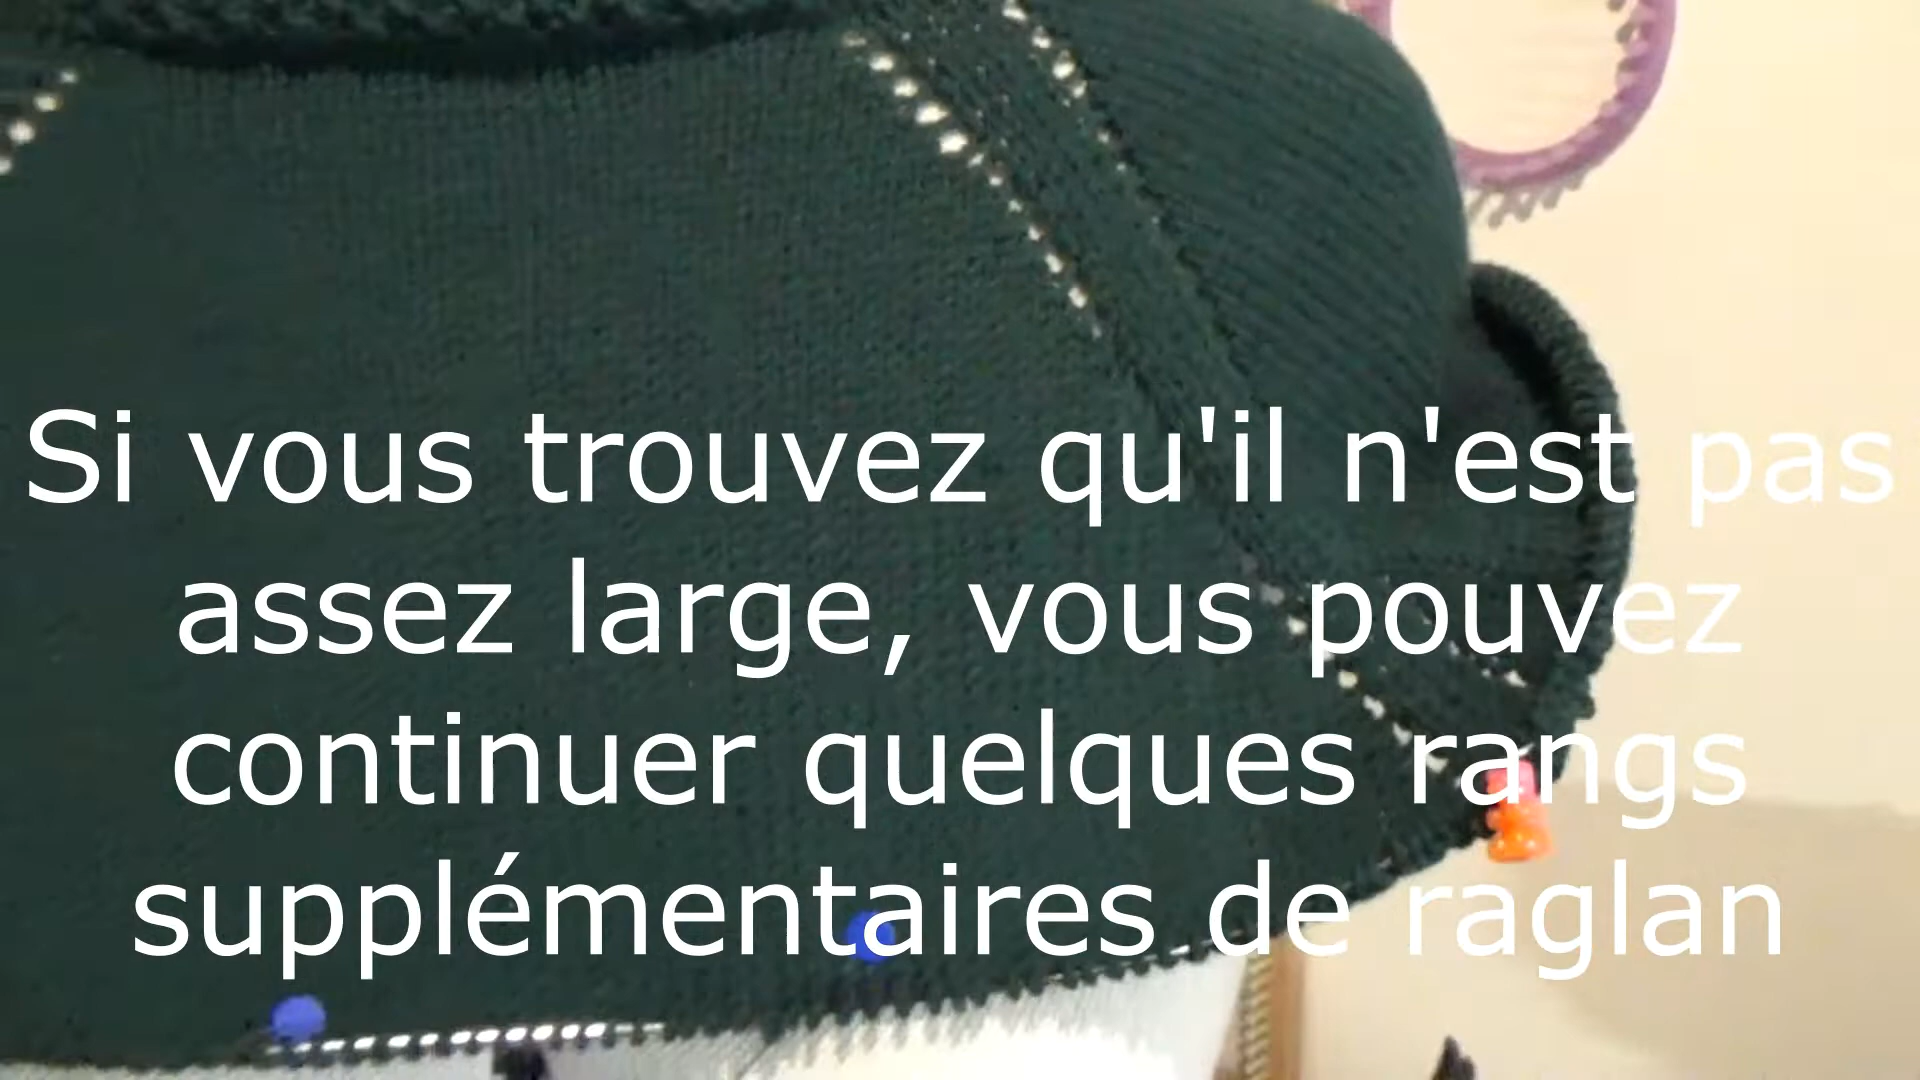 Si vous trouvez qu'il n'est pas
assez large, vous pouvez
continuer quelques rangs
supplémentaires de raglan